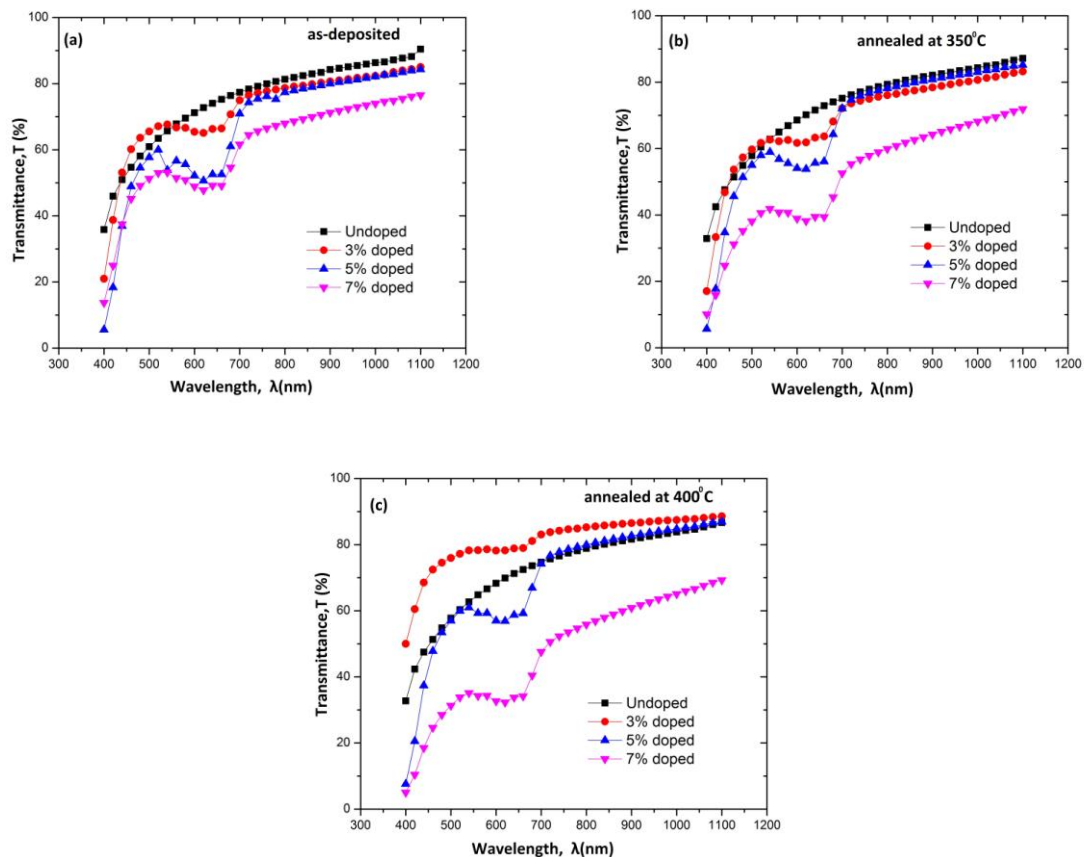 (a)
as-deposited
Transmittance,T (%)
100
80
60
40
20
0
Undoped
3% doped
5% doped
7% doped
300 400 500 600 700 800 900 1000 1100 1200
Wavelength, λ(nm)
(b)
annealed at 350⁰C
Transmittance,T (%)
100
80
60
40
20
0
Undoped
3% doped
5% doped
7% doped
300 400 500 600 700 800 900 1000 1100 1200
Wavelength, λ(nm)
(c)
annealed at 400⁰C
Transmittance,T (%)
100
80
60
40
20
0
Undoped
3% doped
5% doped
7% doped
300 400 500 600 700 800 900 1000 1100 1200
Wavelength, λ(nm)